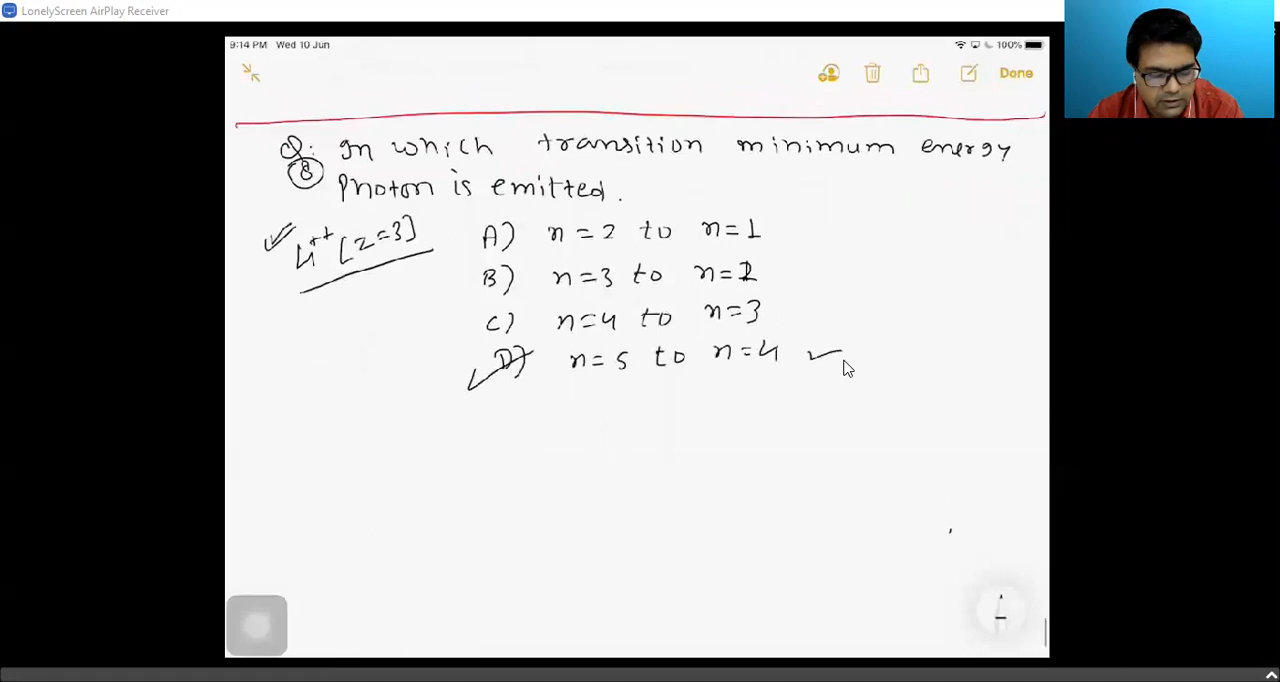 LonelyScreen AirPlay Receiver
9:14 PM Wed 10 Jun
100%
Done
Q: In which transition minimum energy
8 Photon is emitted.
Li++ [Z=3]
A) n=2 to n=1
B) n=3 to n=2
C) n=4 to n=3
D) n=5 to n=4